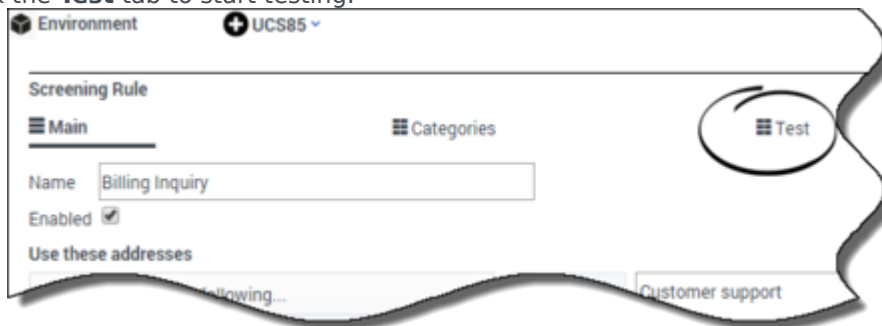 the Test tab to start testing.
Environment UCS85
Screening Rule
Main Categories Test
Name Billing Inquiry
Enabled
Use these addresses
following... Customer support